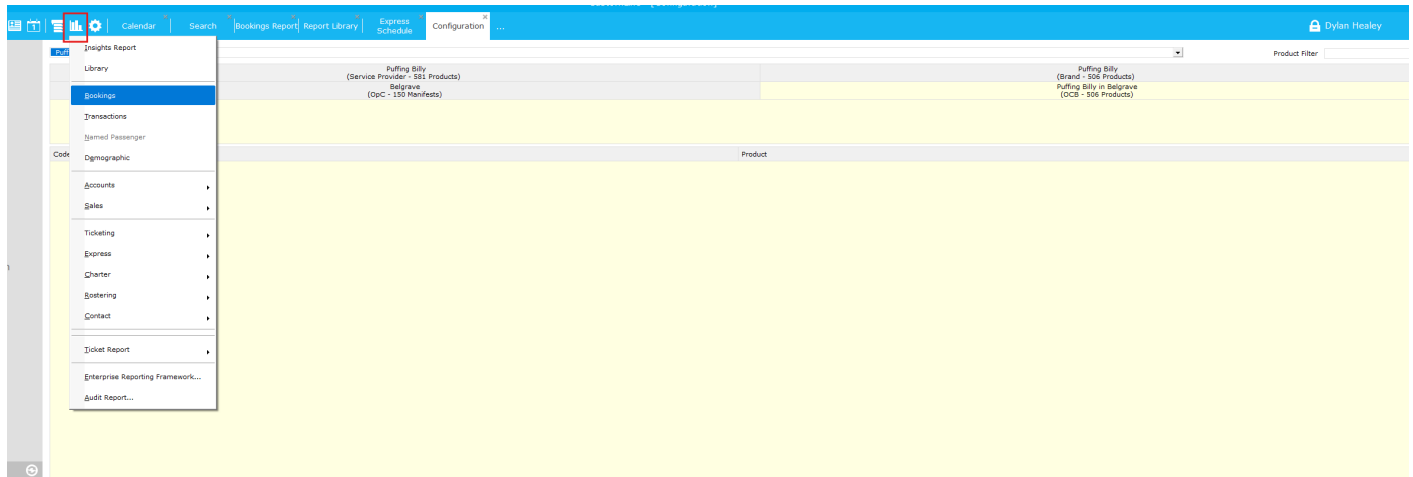 Calendar
Search
Bookings Report
Report Library
Express
Schedule
Configuration
...
Dylan Healey
Insights Report
Library
Bookings
Transactions
Named Passenger
Demographic
Accounts
Sales
Ticketing
Express
Charter
Rostering
Contact
Ticket Report
Enterprise Reporting Framework...
Audit Report...
Puff
Product Filter
Puffing Billy
(Service Provider - 581 Products)
Puffing Billy
(Brand - 506 Products)
Belgrave
(OpC - 150 Manifests)
Puffing Billy in Belgrave
(OCB - 506 Products)
Code
Product